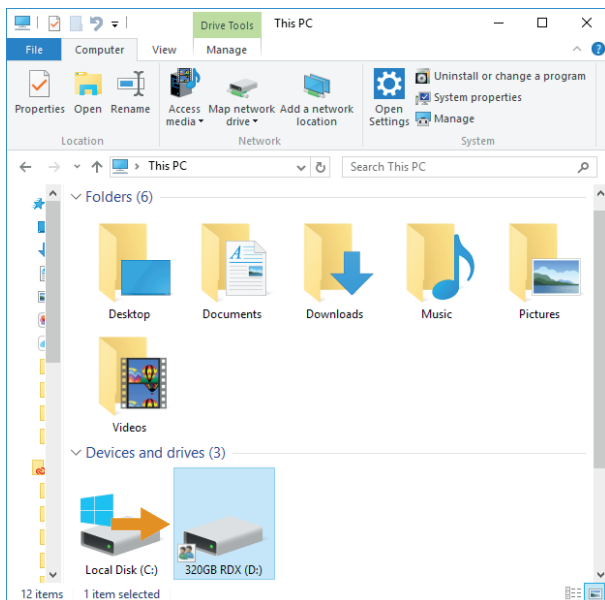 Drive Tools This PC
File Computer View Manage
Properties Open Rename Access media Map network drive Add a network location Open Settings
Uninstall or change a program
System properties
Manage
Location Network System
This PC Search This PC
Folders (6)
Desktop Documents Downloads Music Pictures
Videos
Devices and drives (3)
Local Disk (C:) 320GB RDX (D:)
12 items 1 item selected